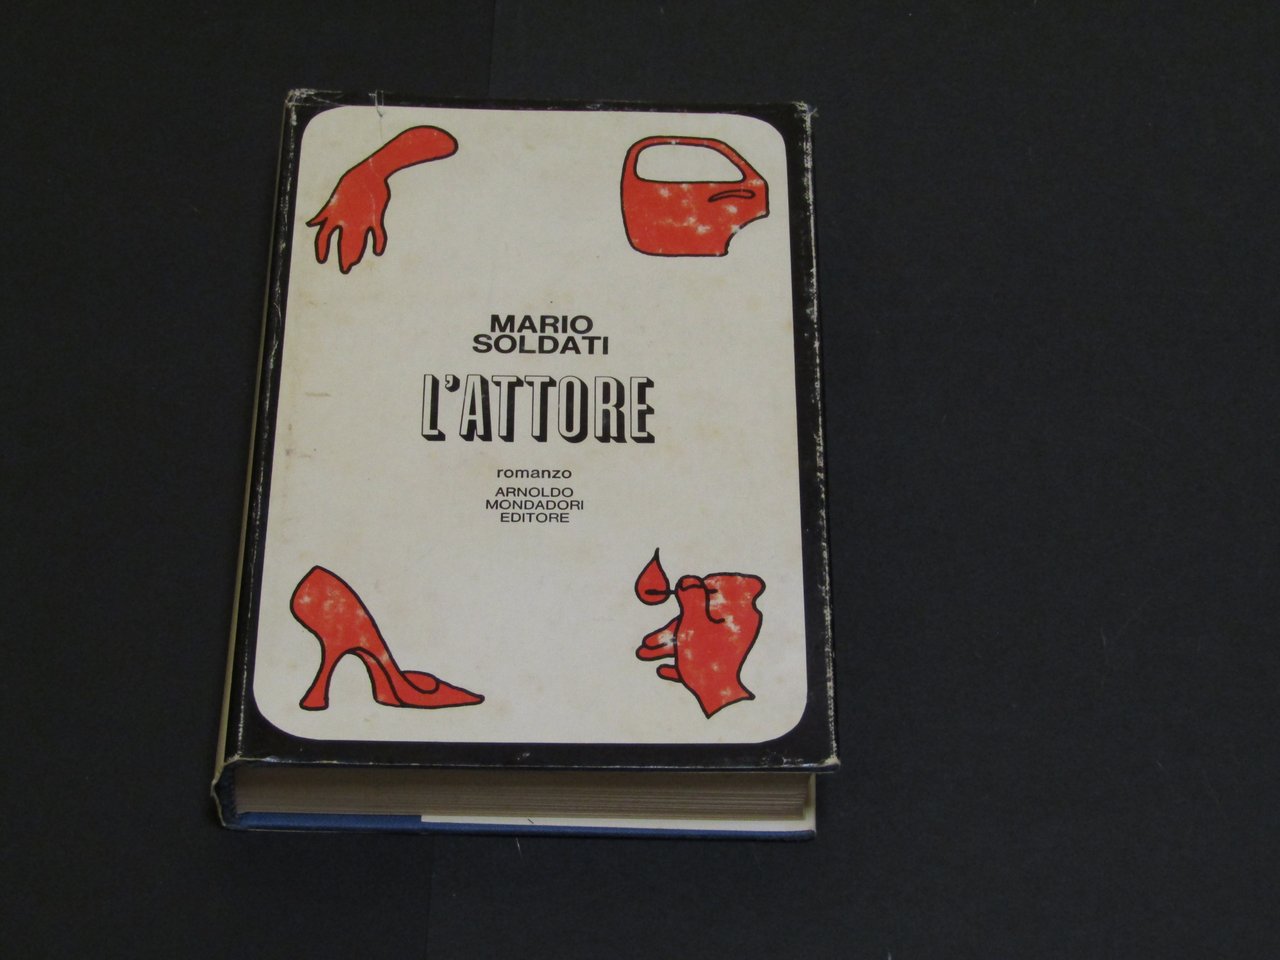 MARIO
SOLDATI
L'ATTORE
romanzo
ARNOLDO
MONDADORI
EDITORE